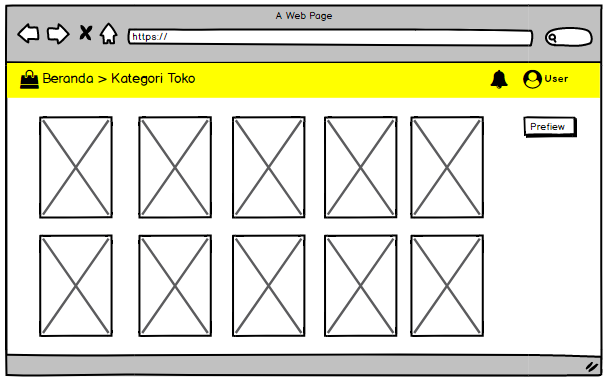 A Web Page
https://
Beranda > Kategori Toko
User
Prefiew